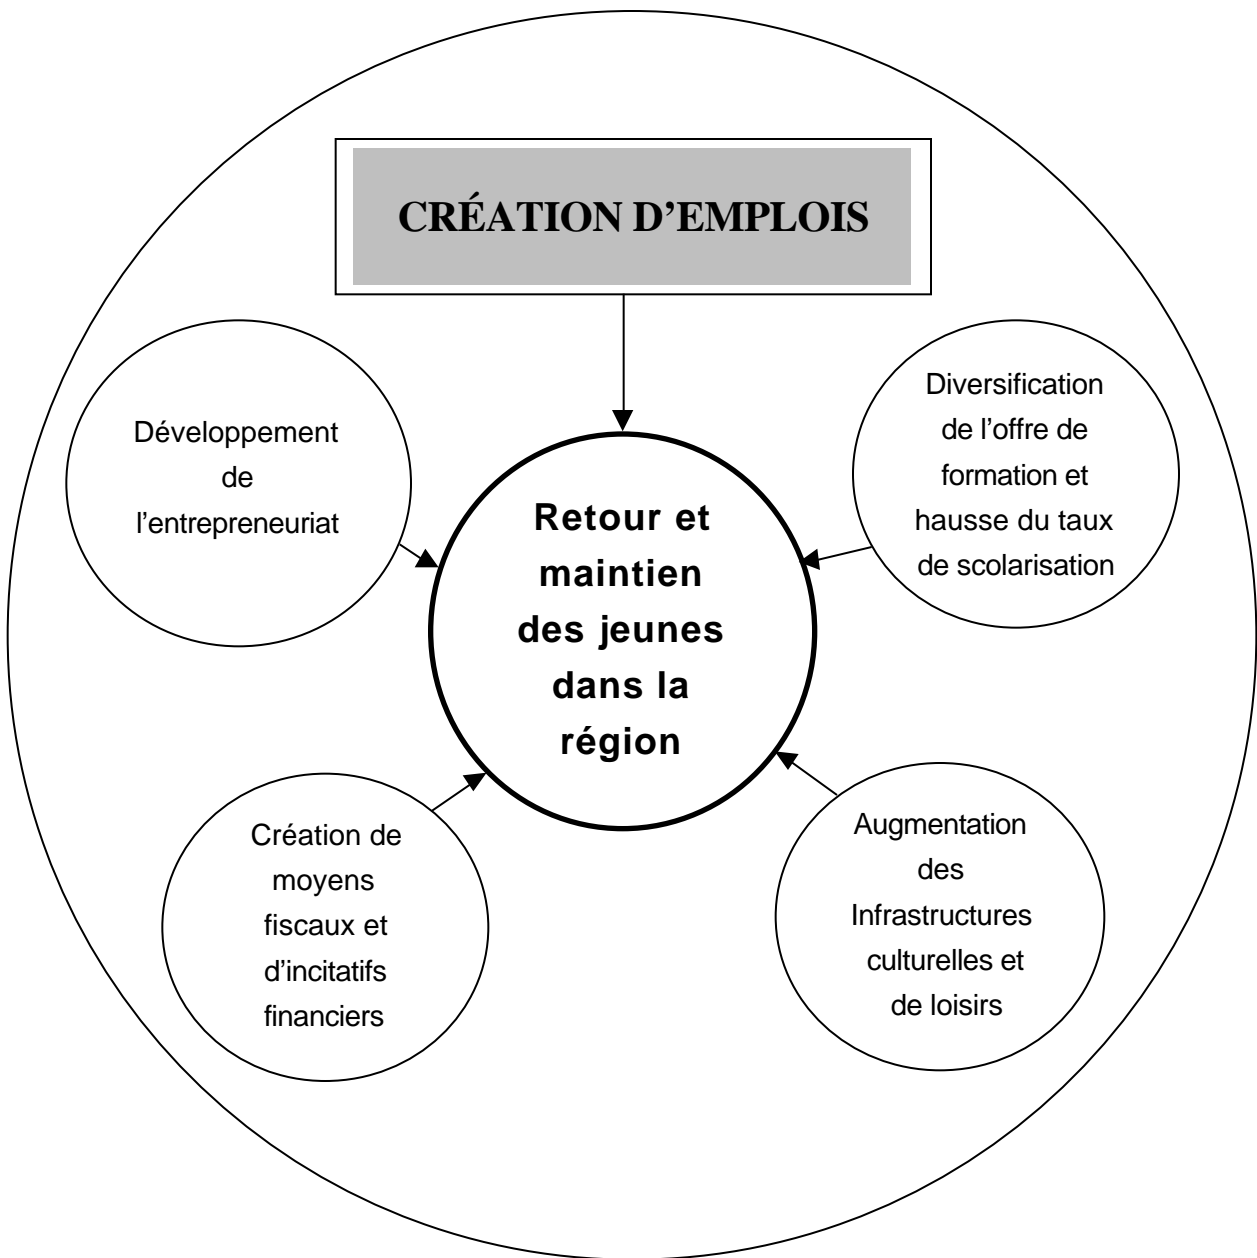 CRÉATION D'EMPLOIS
Développement
de
l'entrepreneuriat
Diversification
de l'offre de
formation et
hausse du taux
de scolarisation
Retour et
maintien
des jeunes
dans la
région
Création de
moyens
fiscaux et
d'incitatifs
financiers
Augmentation
des
Infrastructures
culturelles et
de loisirs